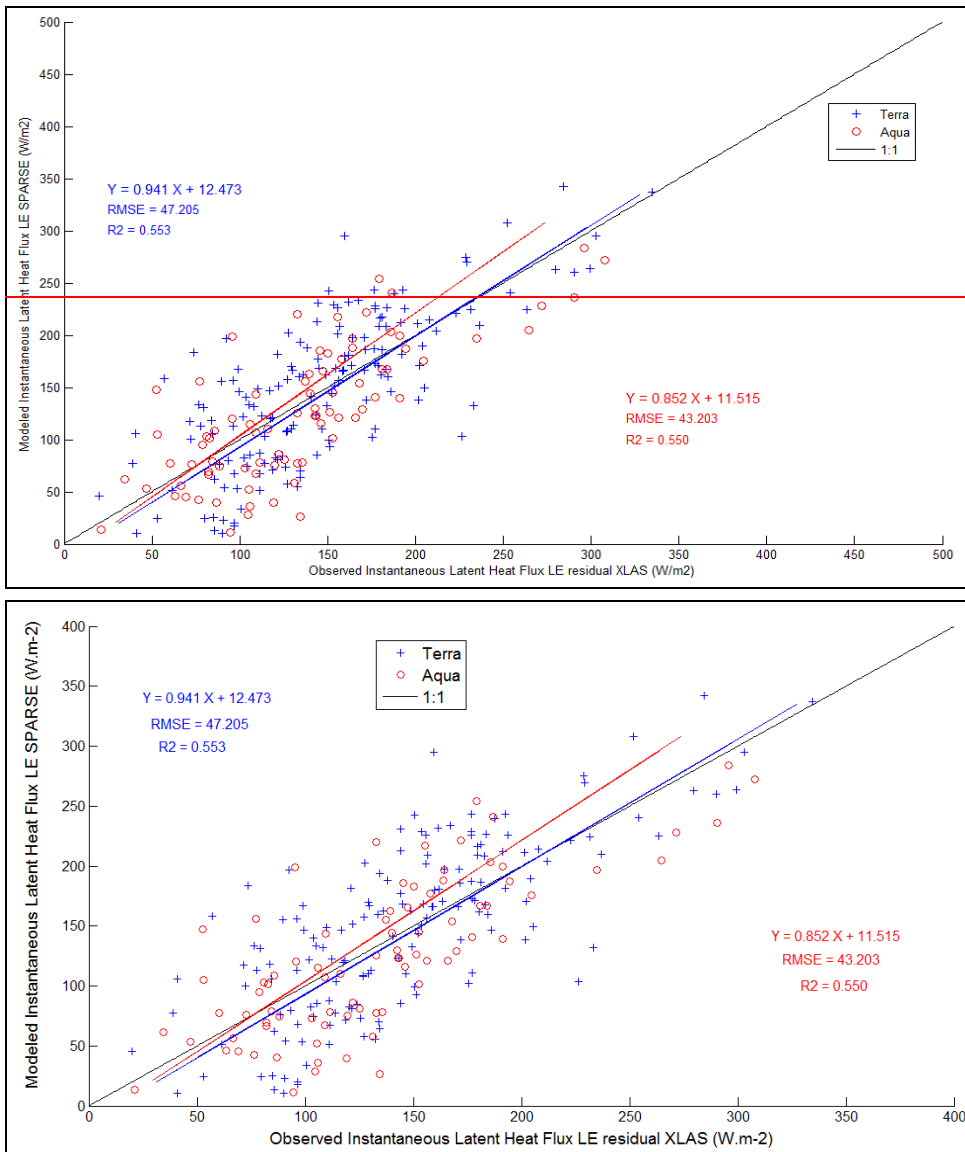 Modeled Instantaneous Latent Heat Flux LE SPARSE (W/m2)
500
450
400
350
300
250
200
150
100
50
0
Terra
Aqua
1:1
Y = 0.941 X + 12.473
RMSE = 47.205
R2 = 0.553
Y = 0.852 X + 11.515
RMSE = 43.203
R2 = 0.550
0 50 100 150 200 250 300 350 400 450 500
Observed Instantaneous Latent Heat Flux LE residual XLAS (W/m2)
Modeled Instantaneous Latent Heat Flux LE SPARSE (W.m-2)
400
350
300
250
200
150
100
50
0
Terra
Aqua
1:1
Y = 0.941 X + 12.473
RMSE = 47.205
R2 = 0.553
Y = 0.852 X + 11.515
RMSE = 43.203
R2 = 0.550
0 50 100 150 200 250 300 350 400
Observed Instantaneous Latent Heat Flux LE residual XLAS (W.m-2)